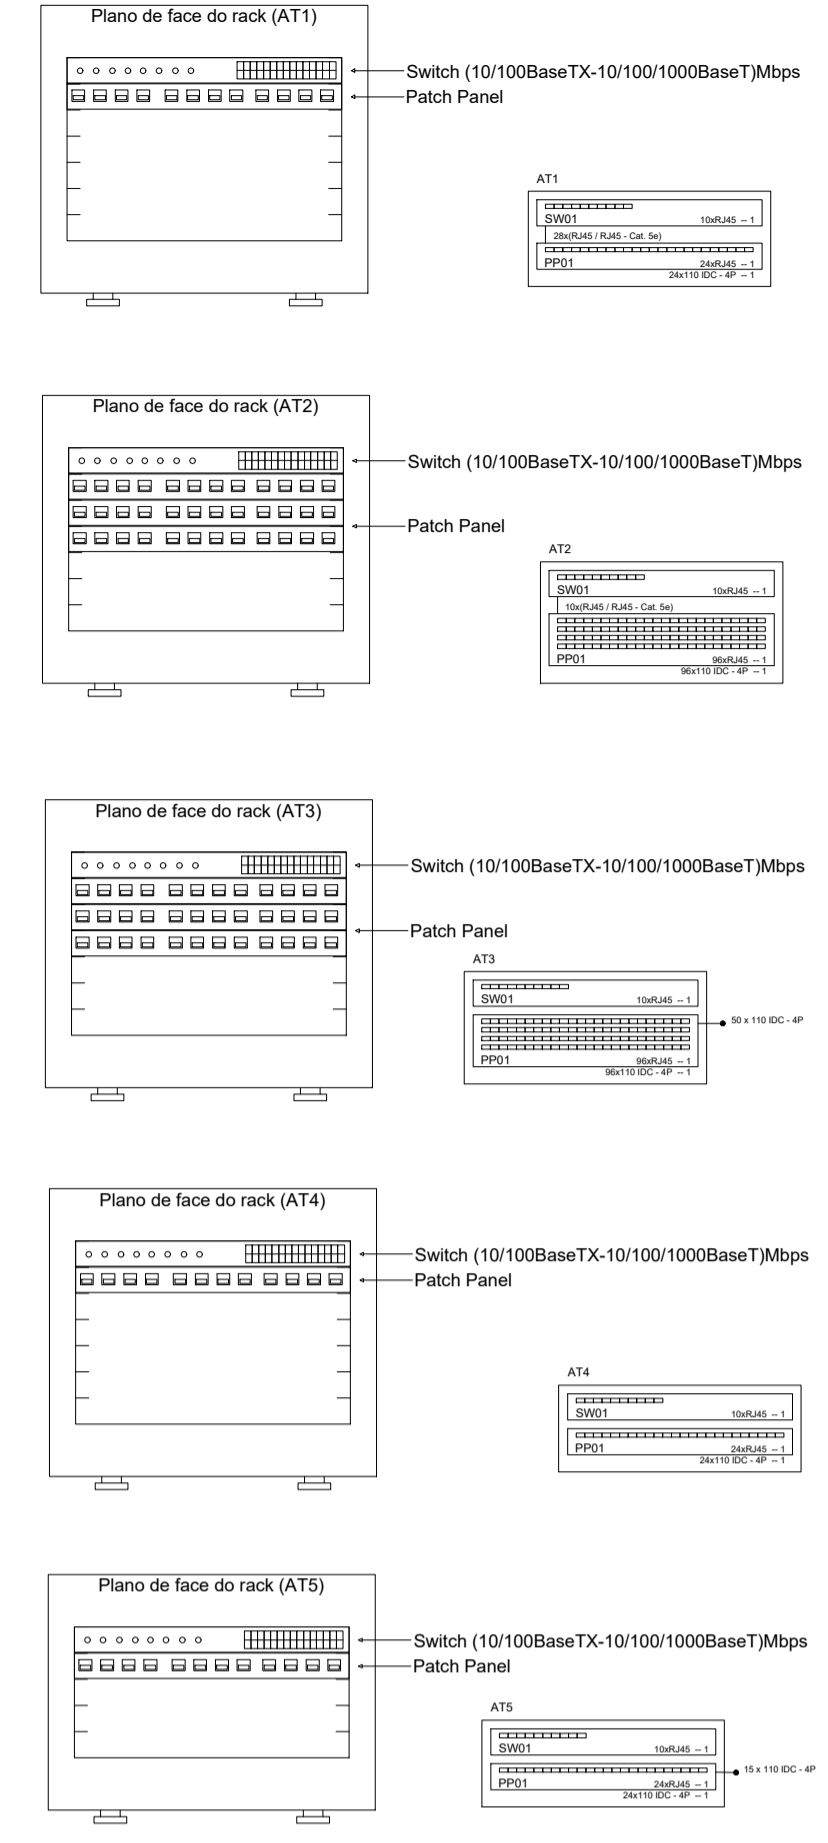 Plano de face do rack (AT1)
Switch (10/100BaseTX-10/100/1000BaseT)Mbps
Patch Panel
AT1
SW01 10xRJ45 -- 1
28x(RJ45 / RJ45 - Cat. 5e)
PP01 24xRJ45 -- 1
24x110 IDC - 4P -- 1
Plano de face do rack (AT2)
Switch (10/100BaseTX-10/100/1000BaseT)Mbps
Patch Panel
AT2
SW01 10xRJ45 -- 1
10x(RJ45 / RJ45 - Cat. 5e)
PP01 96xRJ45 -- 1
96x110 IDC - 4P -- 1
Plano de face do rack (AT3)
Switch (10/100BaseTX-10/100/1000BaseT)Mbps
Patch Panel
AT3
SW01 10xRJ45 -- 1
50 x 110 IDC - 4P
PP01 96xRJ45 -- 1
96x110 IDC - 4P -- 1
Plano de face do rack (AT4)
Switch (10/100BaseTX-10/100/1000BaseT)Mbps
Patch Panel
AT4
SW01 10xRJ45 -- 1
PP01 24xRJ45 -- 1
24x110 IDC - 4P -- 1
Plano de face do rack (AT5)
Switch (10/100BaseTX-10/100/1000BaseT)Mbps
Patch Panel
AT5
SW01 10xRJ45 -- 1
15 x 110 IDC - 4P
PP01 24xRJ45 -- 1
24x110 IDC - 4P -- 1